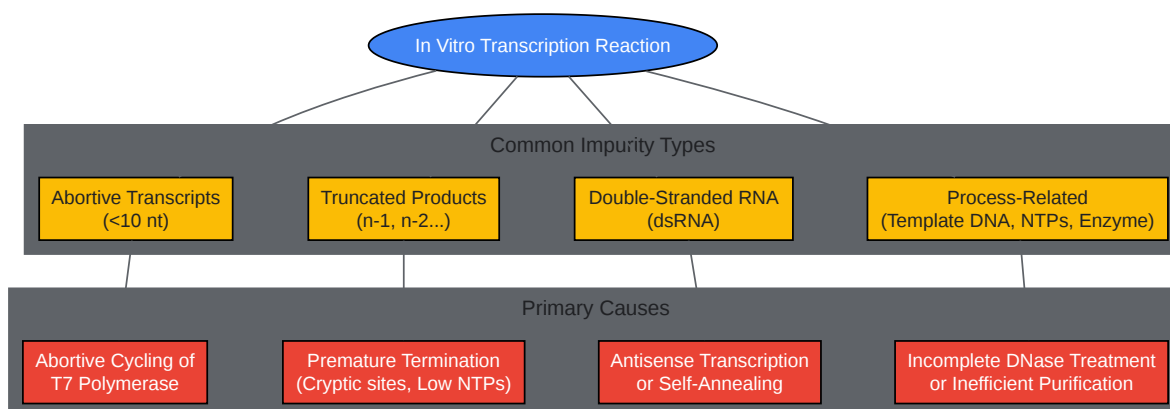 In Vitro Transcription Reaction
Common Impurity Types
Abortive Transcripts
(<10 nt)
Truncated Products
(n-1, n-2...)
Double-Stranded RNA
(dsRNA)
Process-Related
(Template DNA, NTPs, Enzyme)
Primary Causes
Abortive Cycling of
T7 Polymerase
Premature Termination
(Cryptic sites, Low NTPs)
Antisense Transcription
or Self-Annealing
Incomplete DNase Treatment
or Inefficient Purification